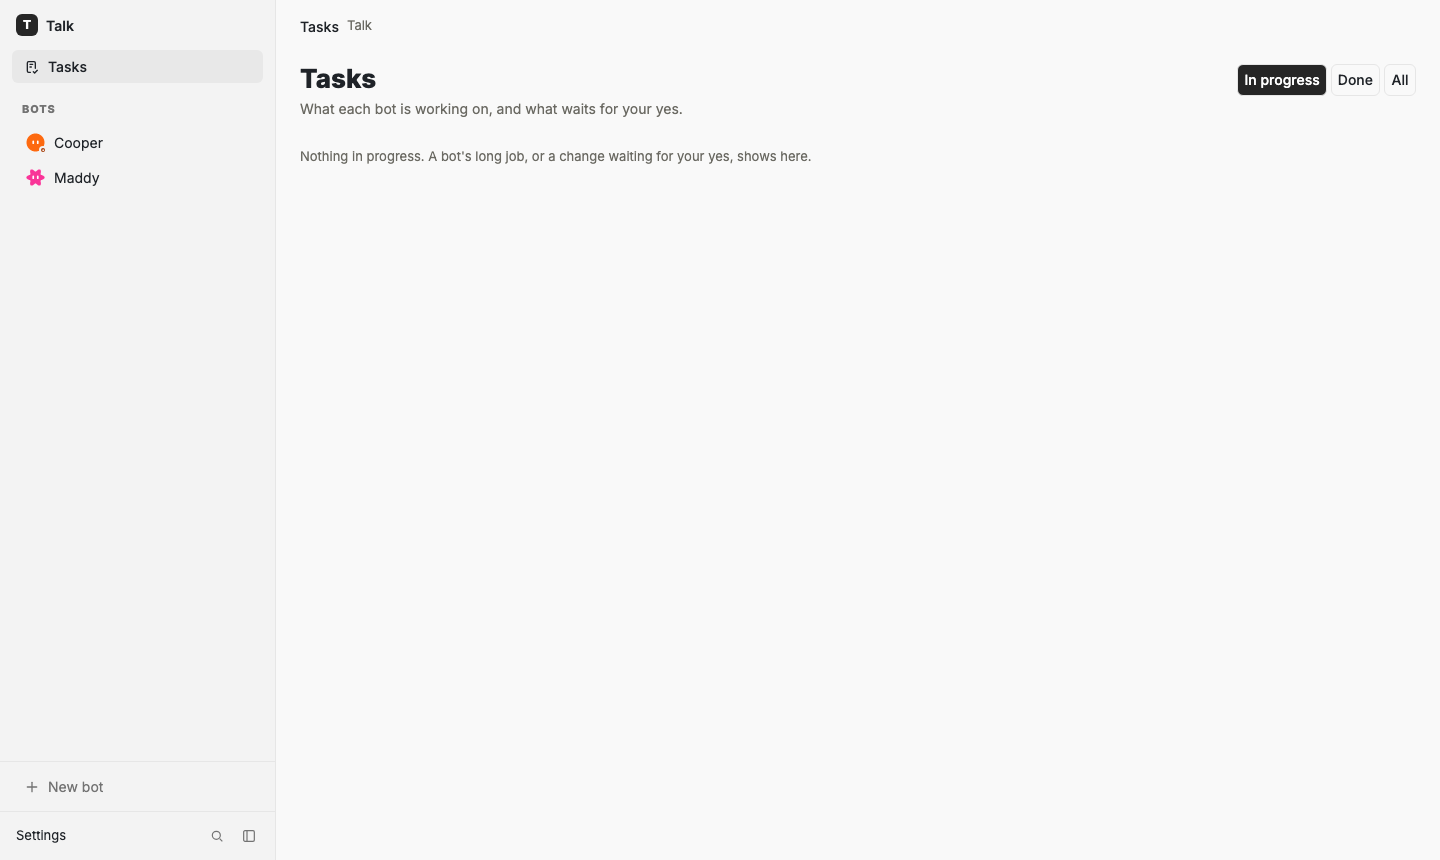 T Talk
Tasks
BOTS
Cooper
Maddy
New bot
Settings
Tasks Talk
Tasks
What each bot is working on, and what waits for your yes.
In progress Done All
Nothing in progress. A bot's long job, or a change waiting for your yes, shows here.